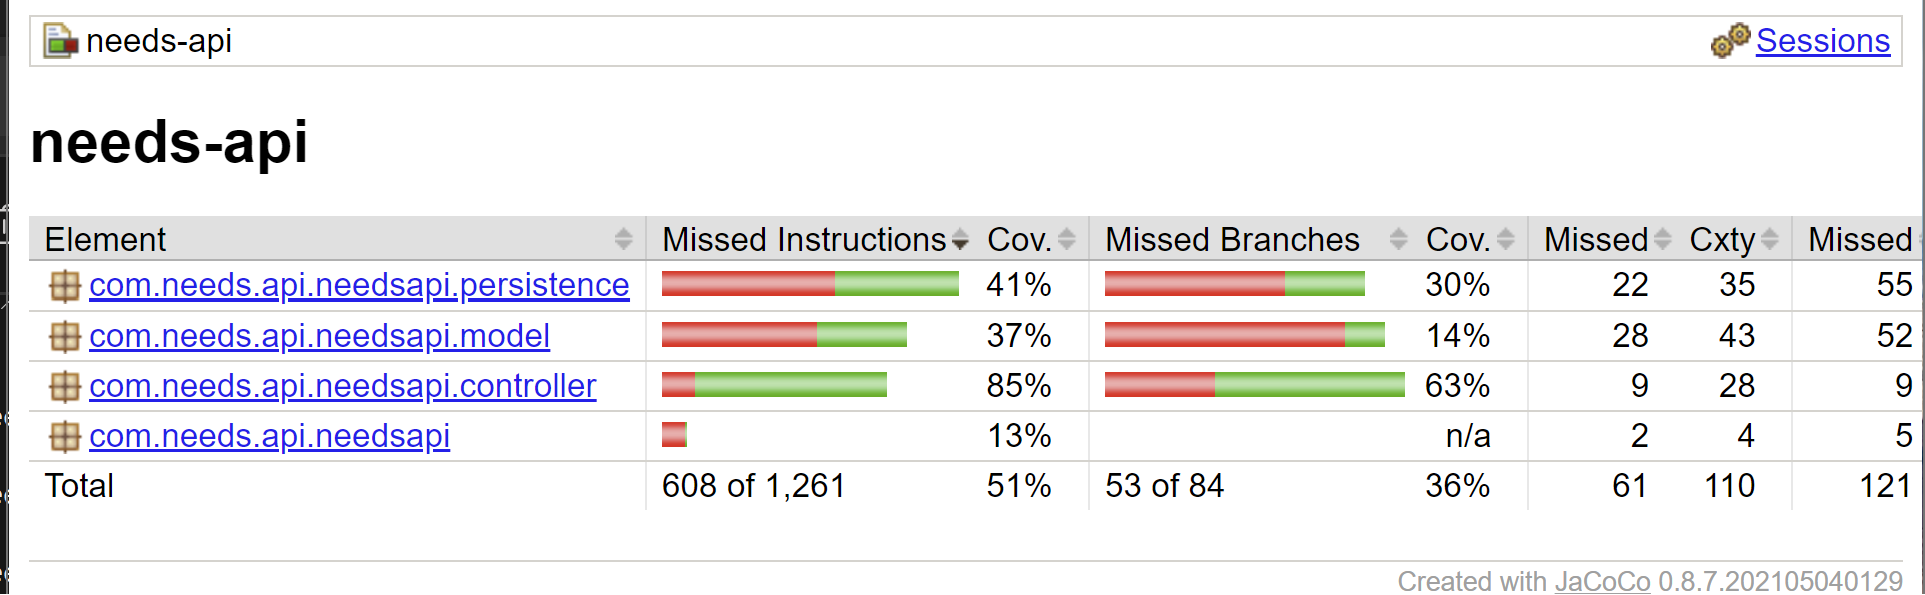 needs-api Sessions
needs-api
Element Missed Instructions Cov. Missed Branches Cov. Missed Cxty Missed
com.needs.api.needsapi.persistence 41% 30% 22 35 55
com.needs.api.needsapi.model 37% 14% 28 43 52
com.needs.api.needsapi.controller 85% 63% 9 28 9
com.needs.api.needsapi 13% n/a 2 4 5
Total 608 of 1,261 51% 53 of 84 36% 61 110 121
Created with JaCoCo 0.8.7.202105040129